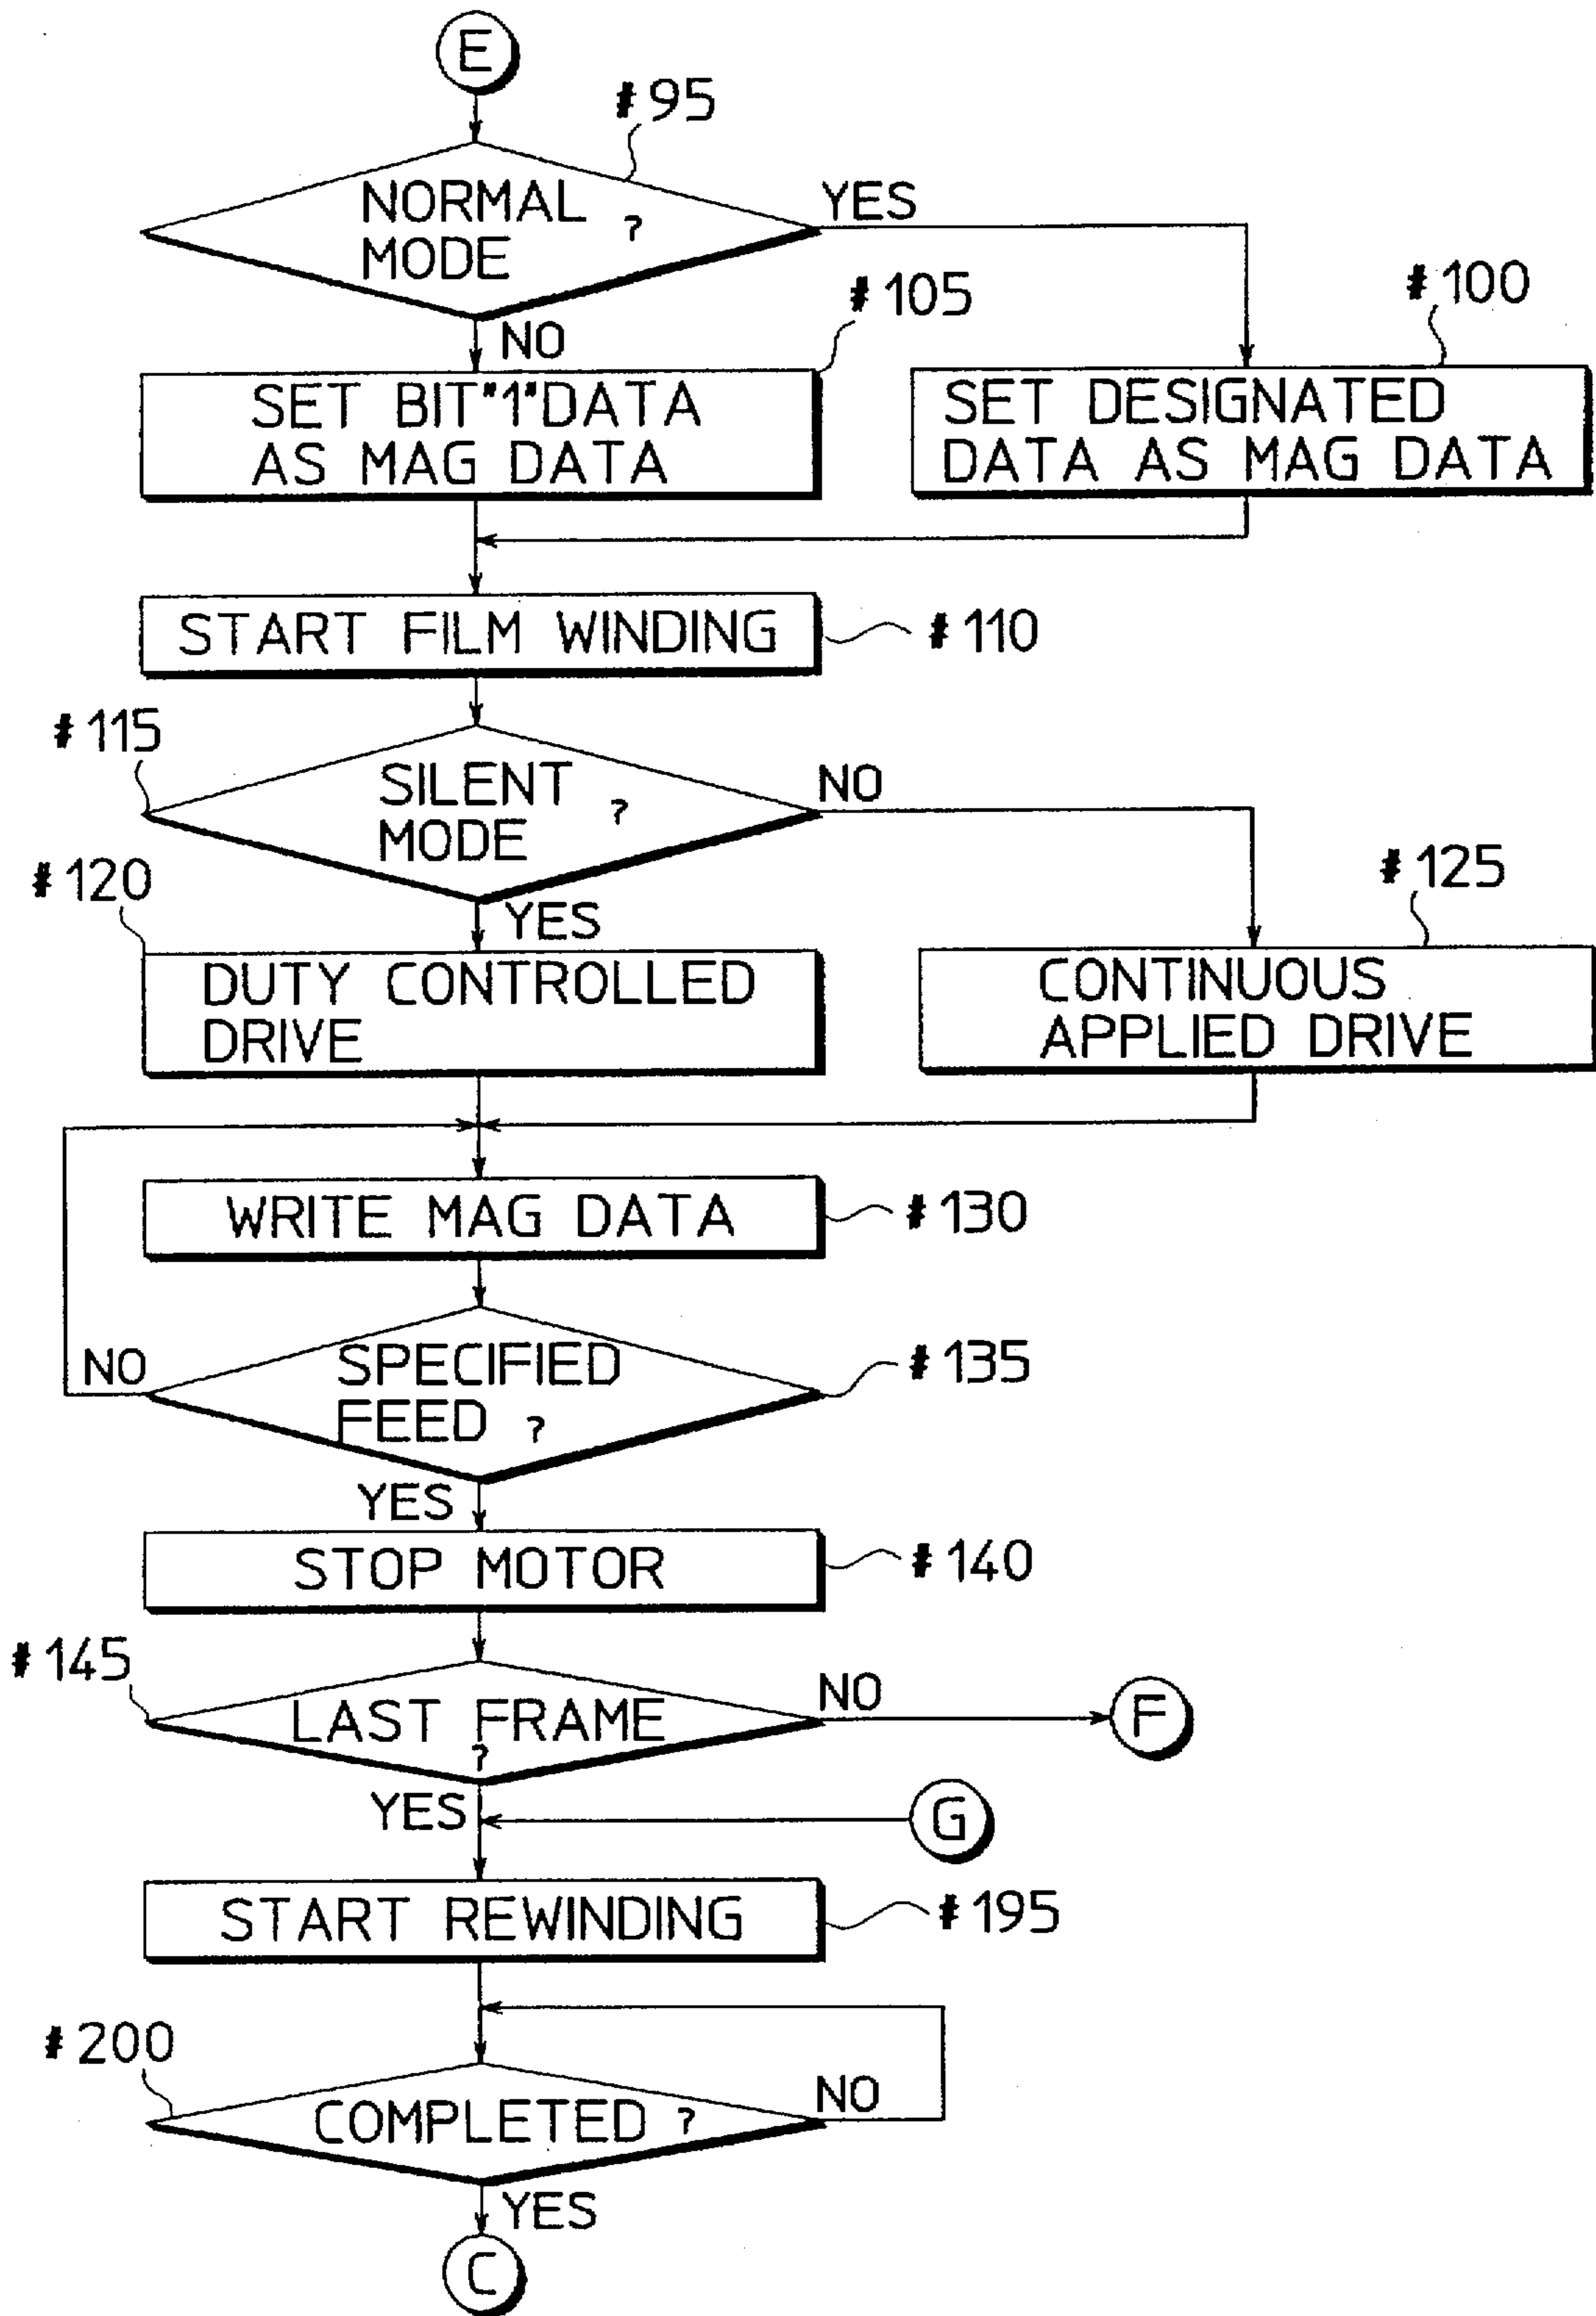 E
#95
NORMAL
MODE ?
YES
NO
#105
#100
SET BIT"1"DATA
AS MAG DATA
SET DESIGNATED
DATA AS MAG DATA
START FILM WINDING
#110
#115
SILENT
MODE ?
NO
YES
#120
#125
DUTY CONTROLLED
DRIVE
CONTINUOUS
APPLIED DRIVE
WRITE MAG DATA
#130
NO
SPECIFIED
FEED ?
#135
YES
STOP MOTOR
#140
#145
LAST FRAME
?
NO
F
YES
G
START REWINDING
#195
#200
COMPLETED ?
NO
YES
C